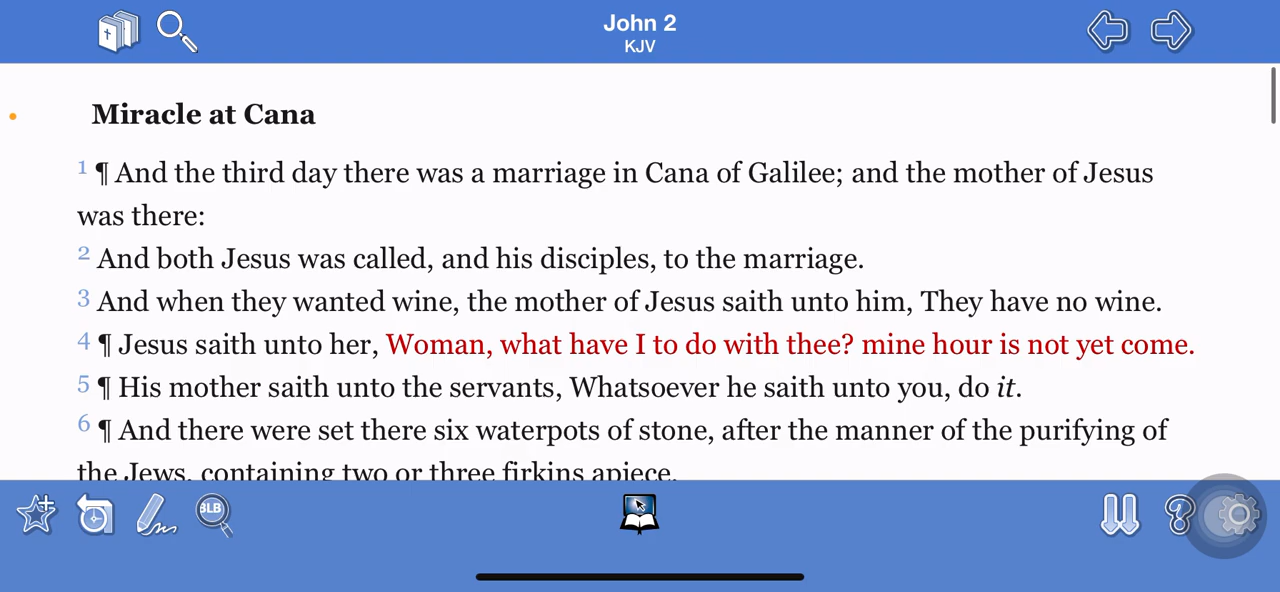 John 2
KJV
Miracle at Cana
1 ¶ And the third day there was a marriage in Cana of Galilee; and the mother of Jesus
was there:
2 And both Jesus was called, and his disciples, to the marriage.
3 And when they wanted wine, the mother of Jesus saith unto him, They have no wine.
4 ¶ Jesus saith unto her, Woman, what have I to do with thee? mine hour is not yet come.
5 ¶ His mother saith unto the servants, Whatsoever he saith unto you, do it.
6 ¶ And there were set there six waterpots of stone, after the manner of the purifying of
the Jews, containing two or three firkins apiece.
BLB